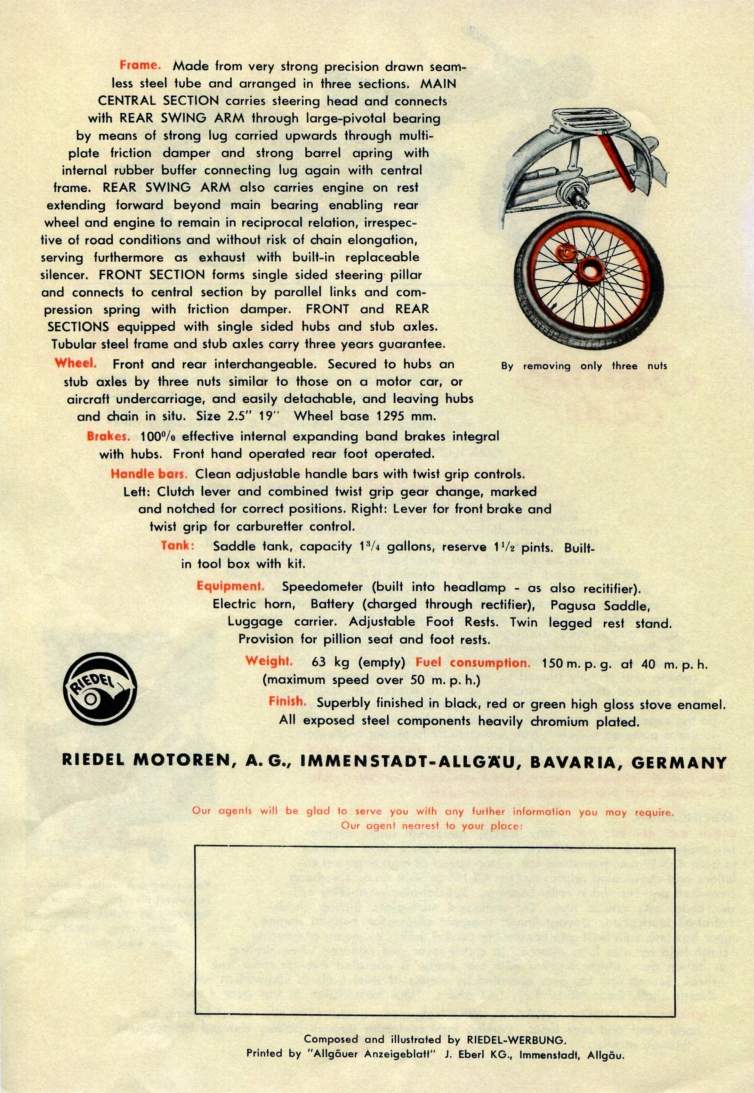 Frame. Made from very strong precision drawn seam-
less steel tube and arranged in three sections. MAIN
CENTRAL SECTION carries steering head and connects
with REAR SWING ARM through large-pivotal bearing
by means of strong lug carried upwards through multi-
plate friction damper and strong barrel apring with
internal rubber buffer connecting lug again with central
frame. REAR SWING ARM also carries engine on rest
extending forward beyond main bearing enabling rear
wheel and engine to remain in reciprocal relation, irrespec-
tive of road conditions and without risk of chain elongation,
serving furthermore as exhaust with built-in replaceable
silencer. FRONT SECTION forms single sided steering pillar
and connects to central section by parallel links and com-
pression spring with friction damper. FRONT and REAR
SECTIONS equipped with single sided hubs and stub axles.
Tubular steel frame and stub axles carry three years guarantee.
By removing only three nuts
Wheel. Front and rear interchangeable. Secured to hubs an
stub axles by three nuts similar to those on a motor car, or
aircraft undercarriage, and easily detachable, and leaving hubs
and chain in situ. Size 2.5" 19" Wheel base 1295 mm.
Brakes. 100% effective internal expanding band brakes integral
with hubs. Front hand operated rear foot operated.
Handle bars. Clean adjustable handle bars with twist grip controls.
Left: Clutch lever and combined twist grip gear change, marked
and notched for correct positions. Right: Lever for front brake and
twist grip for carburetter control.
Tank: Saddle tank, capacity 1 3/4 gallons, reserve 1 1/2 pints. Built-
in tool box with kit.
Equipment. Speedometer (built into headlamp - as also recitifier).
Electric horn, Battery (charged through rectifier), Pagusa Saddle,
Luggage carrier. Adjustable Foot Rests. Twin legged rest stand.
Provision for pillion seat and foot rests.
Weight. 63 kg (empty) Fuel consumption. 150 m. p. g. at 40 m. p. h.
(maximum speed over 50 m. p. h.)
RIEDEL
Finish. Superbly finished in black, red or green high gloss stove enamel.
All exposed steel components heavily chromium plated.
RIEDEL MOTOREN, A. G., IMMENSTADT-ALLGÄU, BAVARIA, GERMANY
Our agents will be glad to serve you with any further information you may require.
Our agent nearest to your place:
Composed and illustrated by RIEDEL-WERBUNG.
Printed by "Allgäuer Anzeigeblatt" J. Eberl KG., Immenstadt, Allgäu.